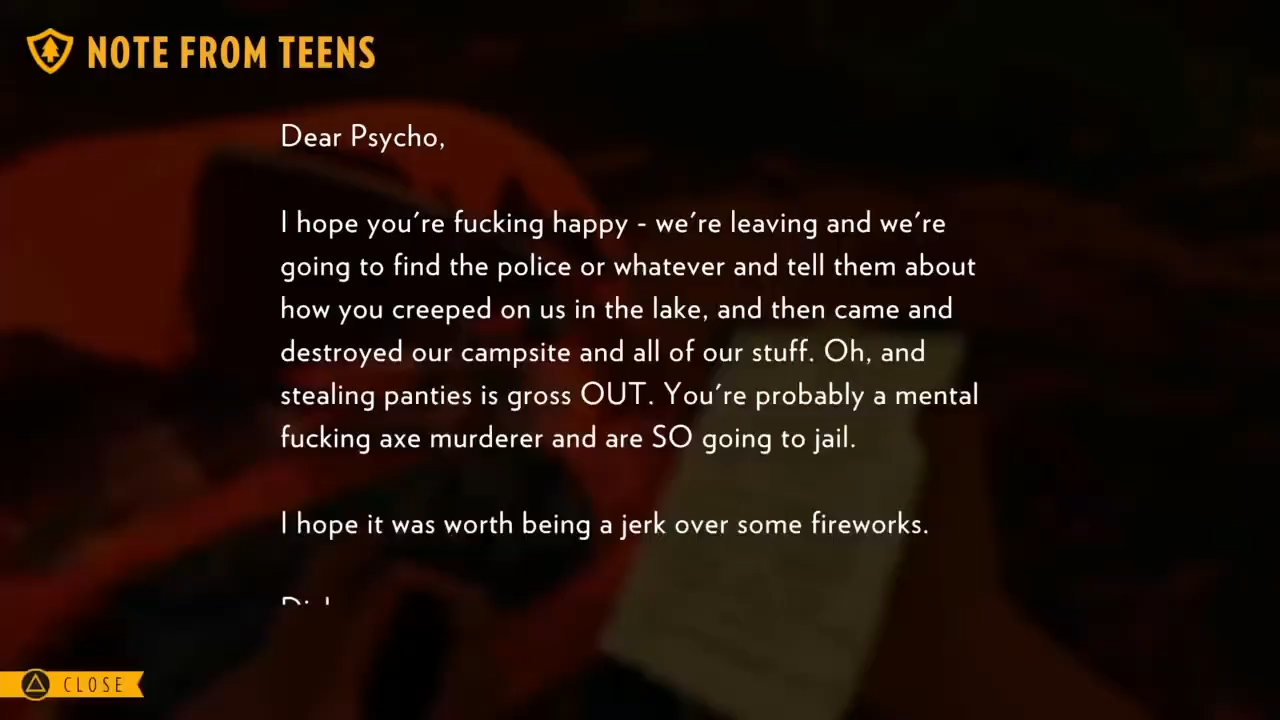 NOTE FROM TEENS
Dear Psycho,
I hope you're fucking happy - we're leaving and we're
going to find the police or whatever and tell them about
how you creeped on us in the lake, and then came and
destroyed our campsite and all of our stuff. Oh, and
stealing panties is gross OUT. You're probably a mental
fucking axe murderer and are SO going to jail.
I hope it was worth being a jerk over some fireworks.
CLOSE